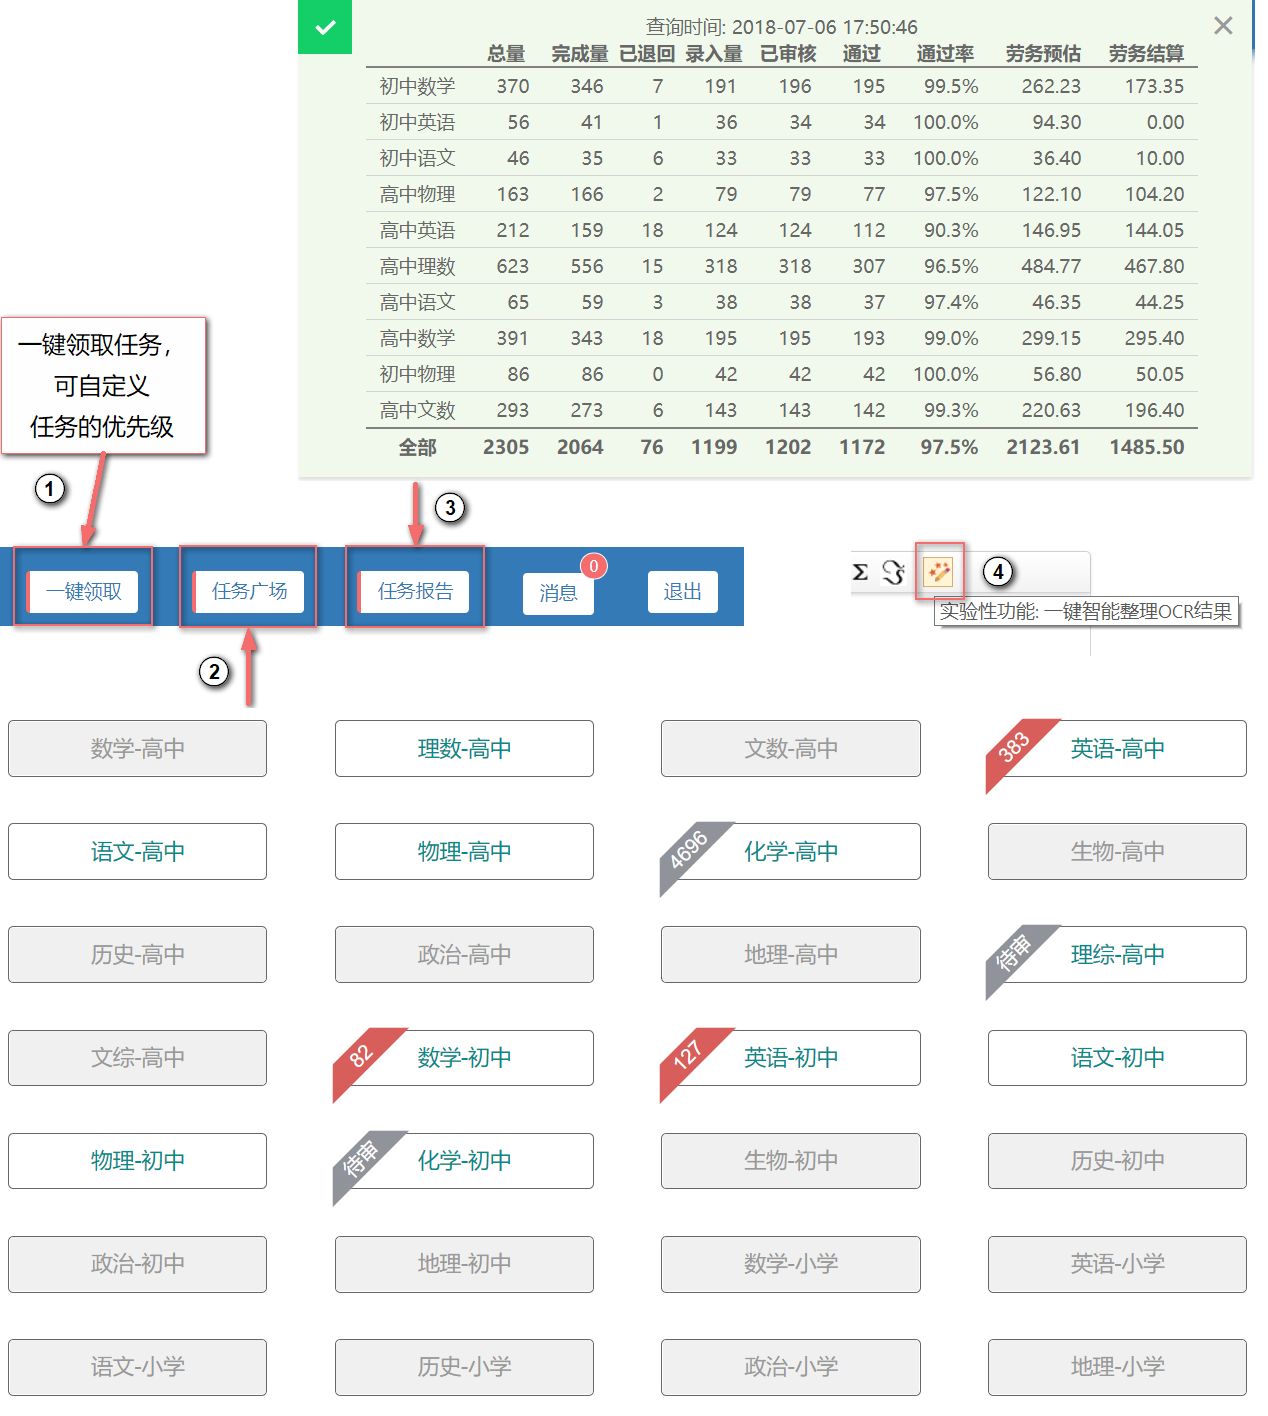 查询时间: 2018-07-06 17:50:46
总量 完成量 已退回 录入量 已审核 通过 通过率 劳务预估 劳务结算
初中数学 370 346 7 191 196 195 99.5% 262.23 173.35
初中英语 56 41 1 36 34 34 100.0% 94.30 0.00
初中语文 46 35 6 33 33 33 100.0% 36.40 10.00
高中物理 163 166 2 79 79 77 97.5% 122.10 104.20
高中英语 212 159 18 124 124 112 90.3% 146.95 144.05
高中理数 623 556 15 318 318 307 96.5% 484.77 467.80
高中语文 65 59 3 38 38 37 97.4% 46.35 44.25
高中数学 391 343 18 195 195 193 99.0% 299.15 295.40
初中物理 86 86 0 42 42 42 100.0% 56.80 50.05
高中文数 293 273 6 143 143 142 99.3% 220.63 196.40
全部 2305 2064 76 1199 1202 1172 97.5% 2123.61 1485.50
一键领取任务,
可自定义
任务的优先级
1
3
一键领取 任务广场 任务报告 消息 0 退出
Σ ℑ 4
实验性功能: 一键智能整理OCR结果
2
数学-高中 理数-高中 文数-高中 383 英语-高中
语文-高中 物理-高中 4696 化学-高中 生物-高中
历史-高中 政治-高中 地理-高中 待审 理综-高中
文综-高中 82 数学-初中 127 英语-初中 语文-初中
物理-初中 待审 化学-初中 生物-初中 历史-初中
政治-初中 地理-初中 数学-小学 英语-小学
语文-小学 历史-小学 政治-小学 地理-小学